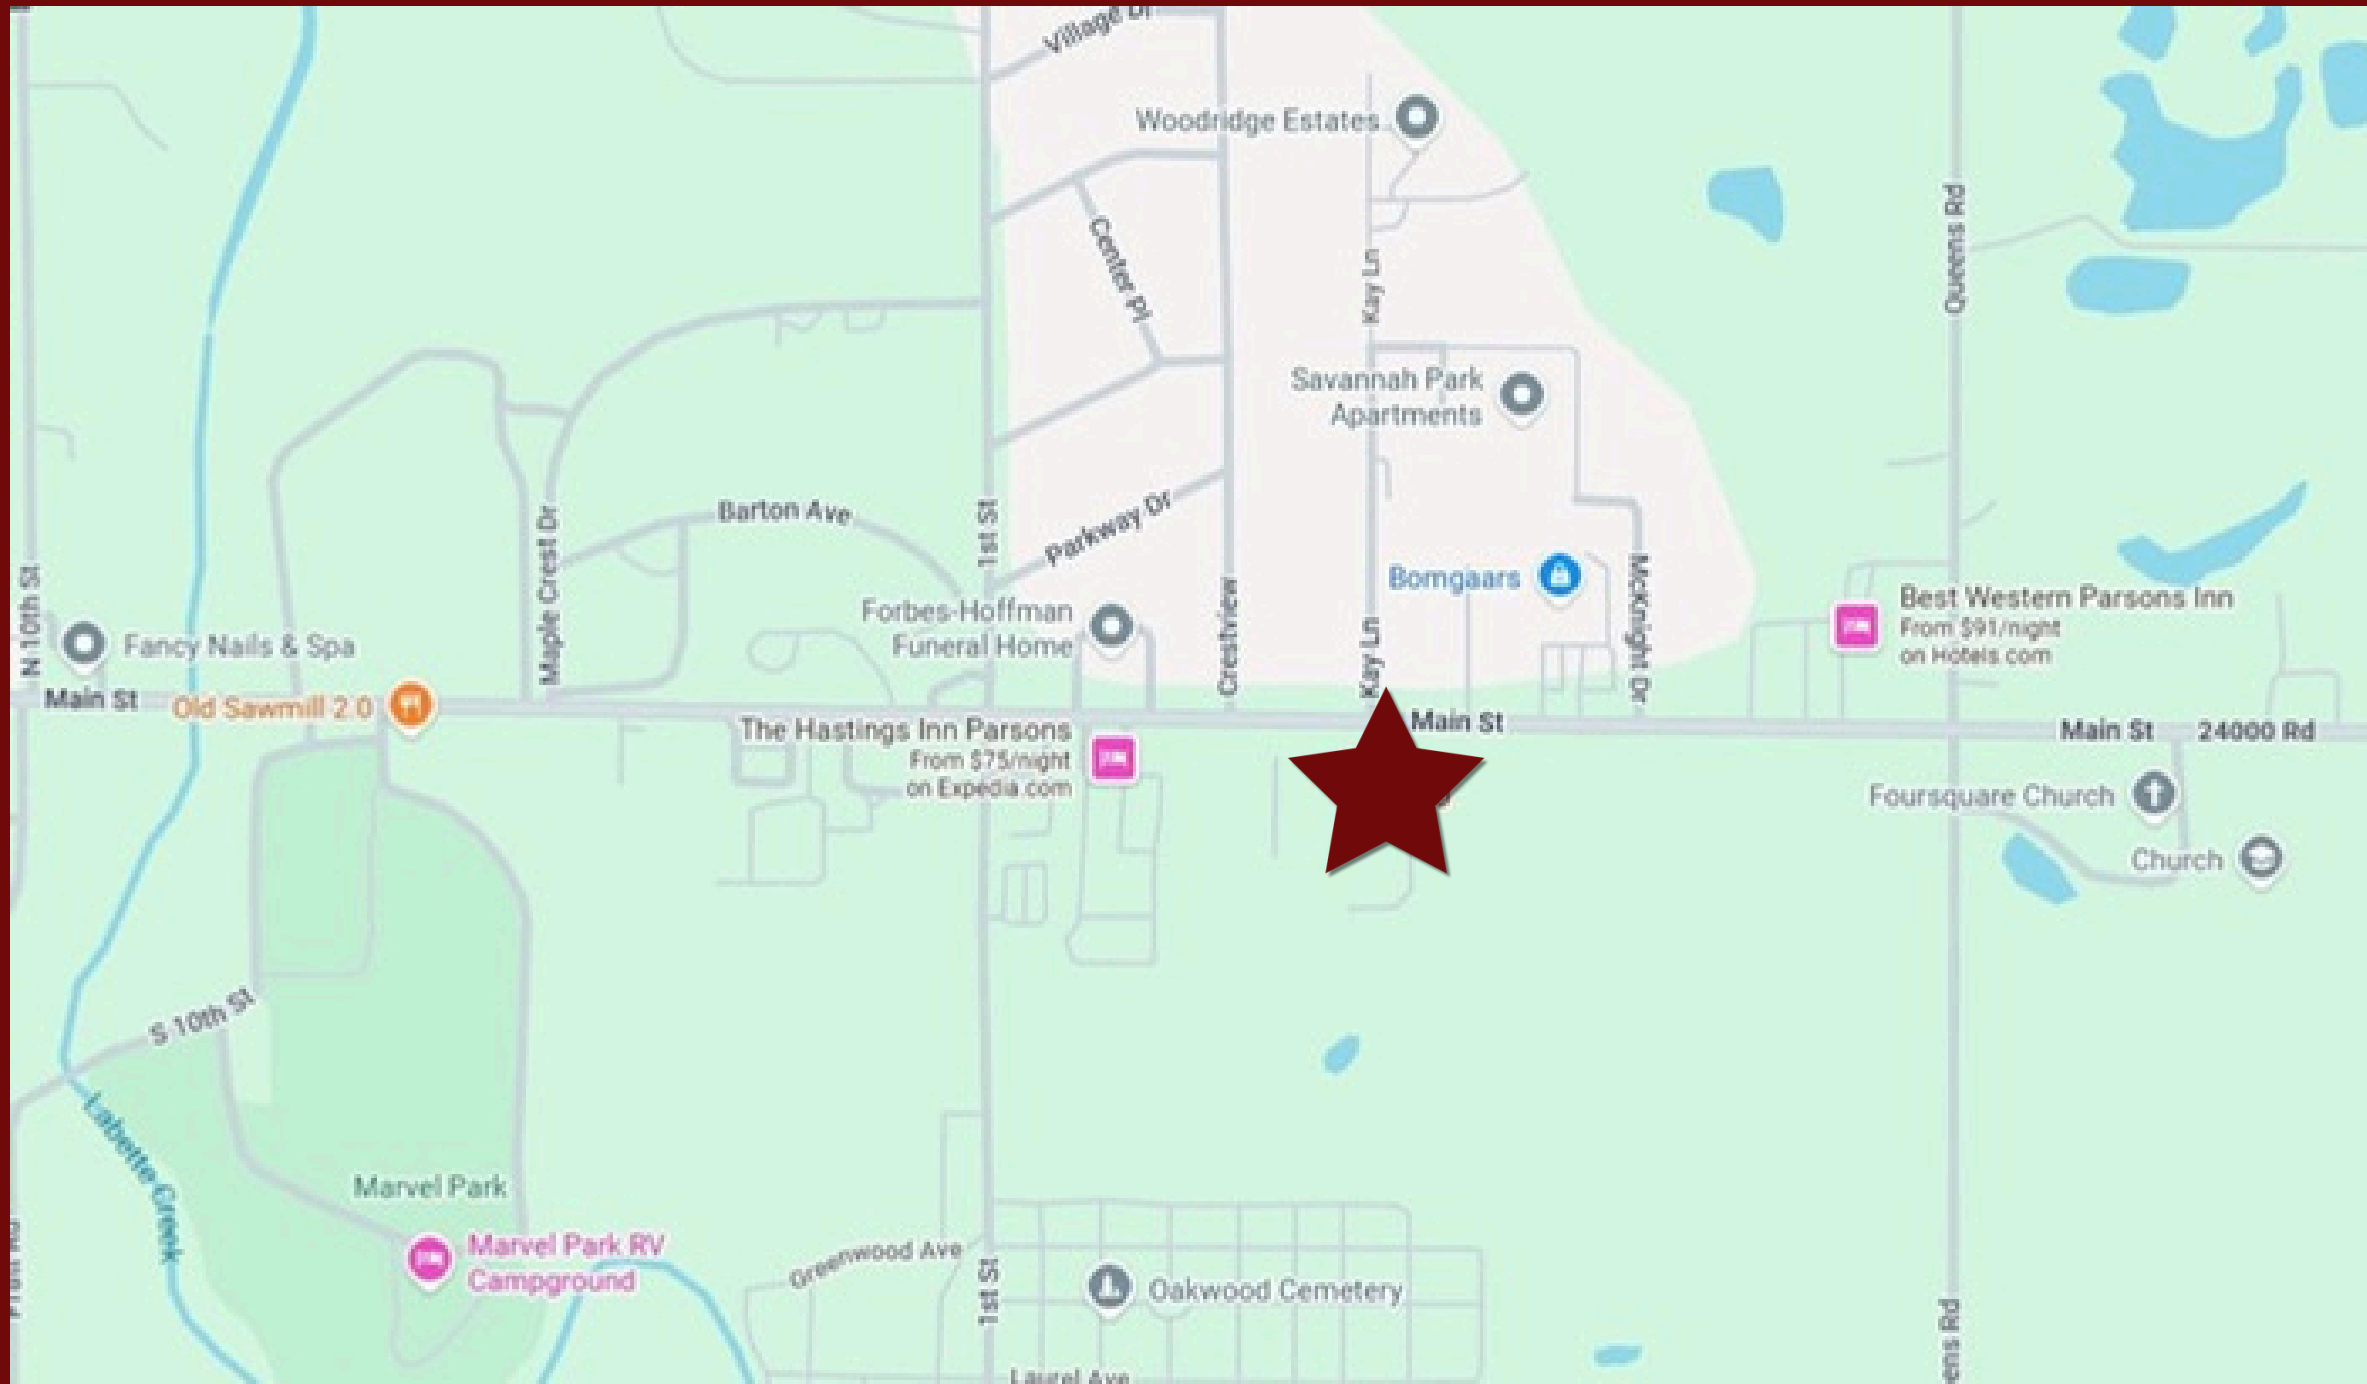 Village Dr
Woodridge Estates
Queens Rd
Center Pl
Kay Ln
Savannah Park
Apartments
Barton Ave
1st St
Parkway Dr
Maple Crest Dr
N 10th St
Bomgaars
Crestview
Mcknight Dr
Forbes-Hoffman
Funeral Home
Kay Ln
Best Western Parsons Inn
From $91/night
on Hotels.com
Fancy Nails & Spa
Main St
Old Sawmill 2.0
The Hastings Inn Parsons
From $75/night
on Expedia.com
Main St
Main St
24000 Rd
Foursquare Church
Church
S 10th St
Labette Creek
Marvel Park
Marvel Park RV
Campground
Greenwood Ave
1st St
Oakwood Cemetery
ens Rd
Laurel Ave